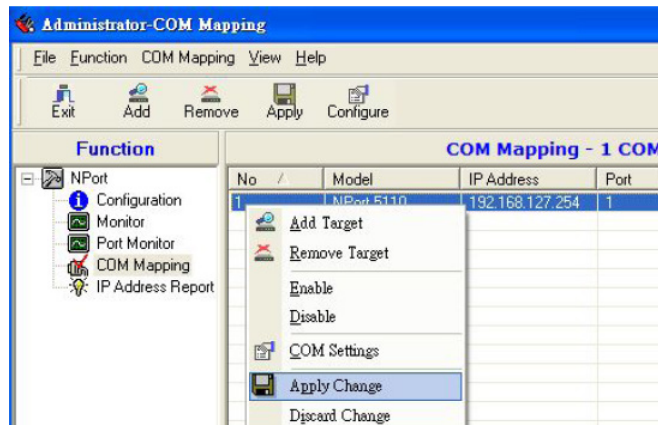 Administrator-COM Mapping
File Function COM Mapping View Help
Exit Add Remove Apply Configure
Function
COM Mapping - 1 COM
NPort
Configuration
Monitor
Port Monitor
COM Mapping
IP Address Report
No Model IP Address Port
1 NPort 5110 192.168.127.254 1
Add Target
Remove Target
Enable
Disable
COM Settings
Apply Change
Discard Change